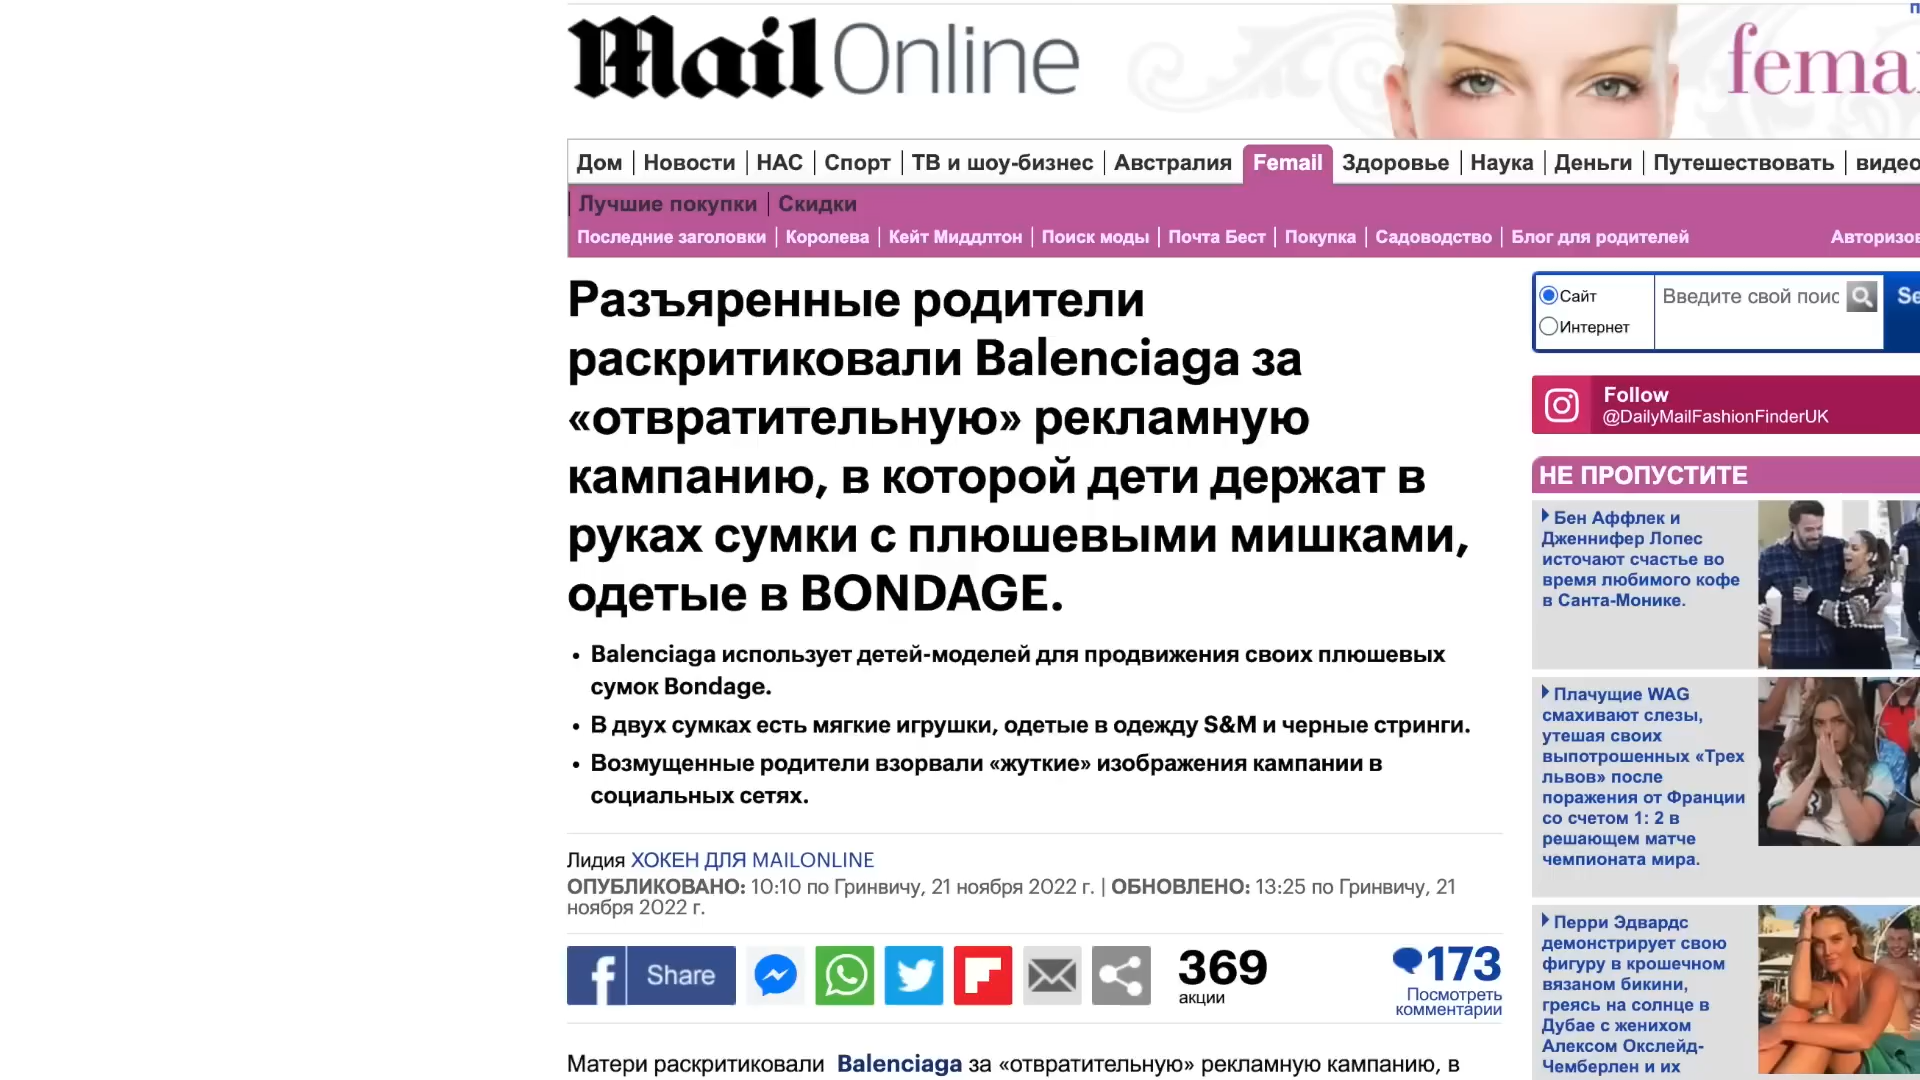 Mail Online
Дом | Новости | НАС | Спорт | ТВ и шоу-бизнес | Австралия | Femail | Здоровье | Наука | Деньги | Путешествовать | видео
Лучшие покупки | Скидки
Последние заголовки | Королева | Кейт Миддлтон | Поиск моды | Почта Бест | Покупка | Садоводство | Блог для родителей
Разъяренные родители
раскритиковали Balenciaga за
«отвратительную» рекламную
кампанию, в которой дети держат в
руках сумки с плюшевыми мишками,
одетые в BONDAGE.
• Balenciaga использует детей-моделей для продвижения своих плюшевых
сумок Bondage.
• В двух сумках есть мягкие игрушки, одетые в одежду S&M и черные стринги.
• Возмущенные родители взорвали «жуткие» изображения кампании в
социальных сетях.
Лидия ХОКЕН ДЛЯ MAILONLINE
ОПУБЛИКОВАНО: 10:10 по Гринвичу, 21 ноября 2022 г. | ОБНОВЛЕНО: 13:25 по Гринвичу, 21
ноября 2022 г.
Share
369
акции
173
Посмотреть
комментарии
Матери раскритиковали Balenciaga за «отвратительную» рекламную кампанию, в
Сайт
Интернет
Введите свой поис
Follow
@DailyMailFashionFinderUK
НЕ ПРОПУСТИТЕ
Бен Аффлек и
Дженнифер Лопес
источают счастье во
время любимого кофе
в Санта-Монике.
Плачущие WAG
смахивают слезы,
утешая своих
выпотрошенных «Трех
львов» после
поражения от Франции
со счетом 1: 2 в
решающем матче
чемпионата мира.
Перри Эдвардс
демонстрирует свою
фигуру в крошечном
вязаном бикини,
греясь на солнце в
Дубае с женихом
Алексом Окслейд-
Чемберлен и их